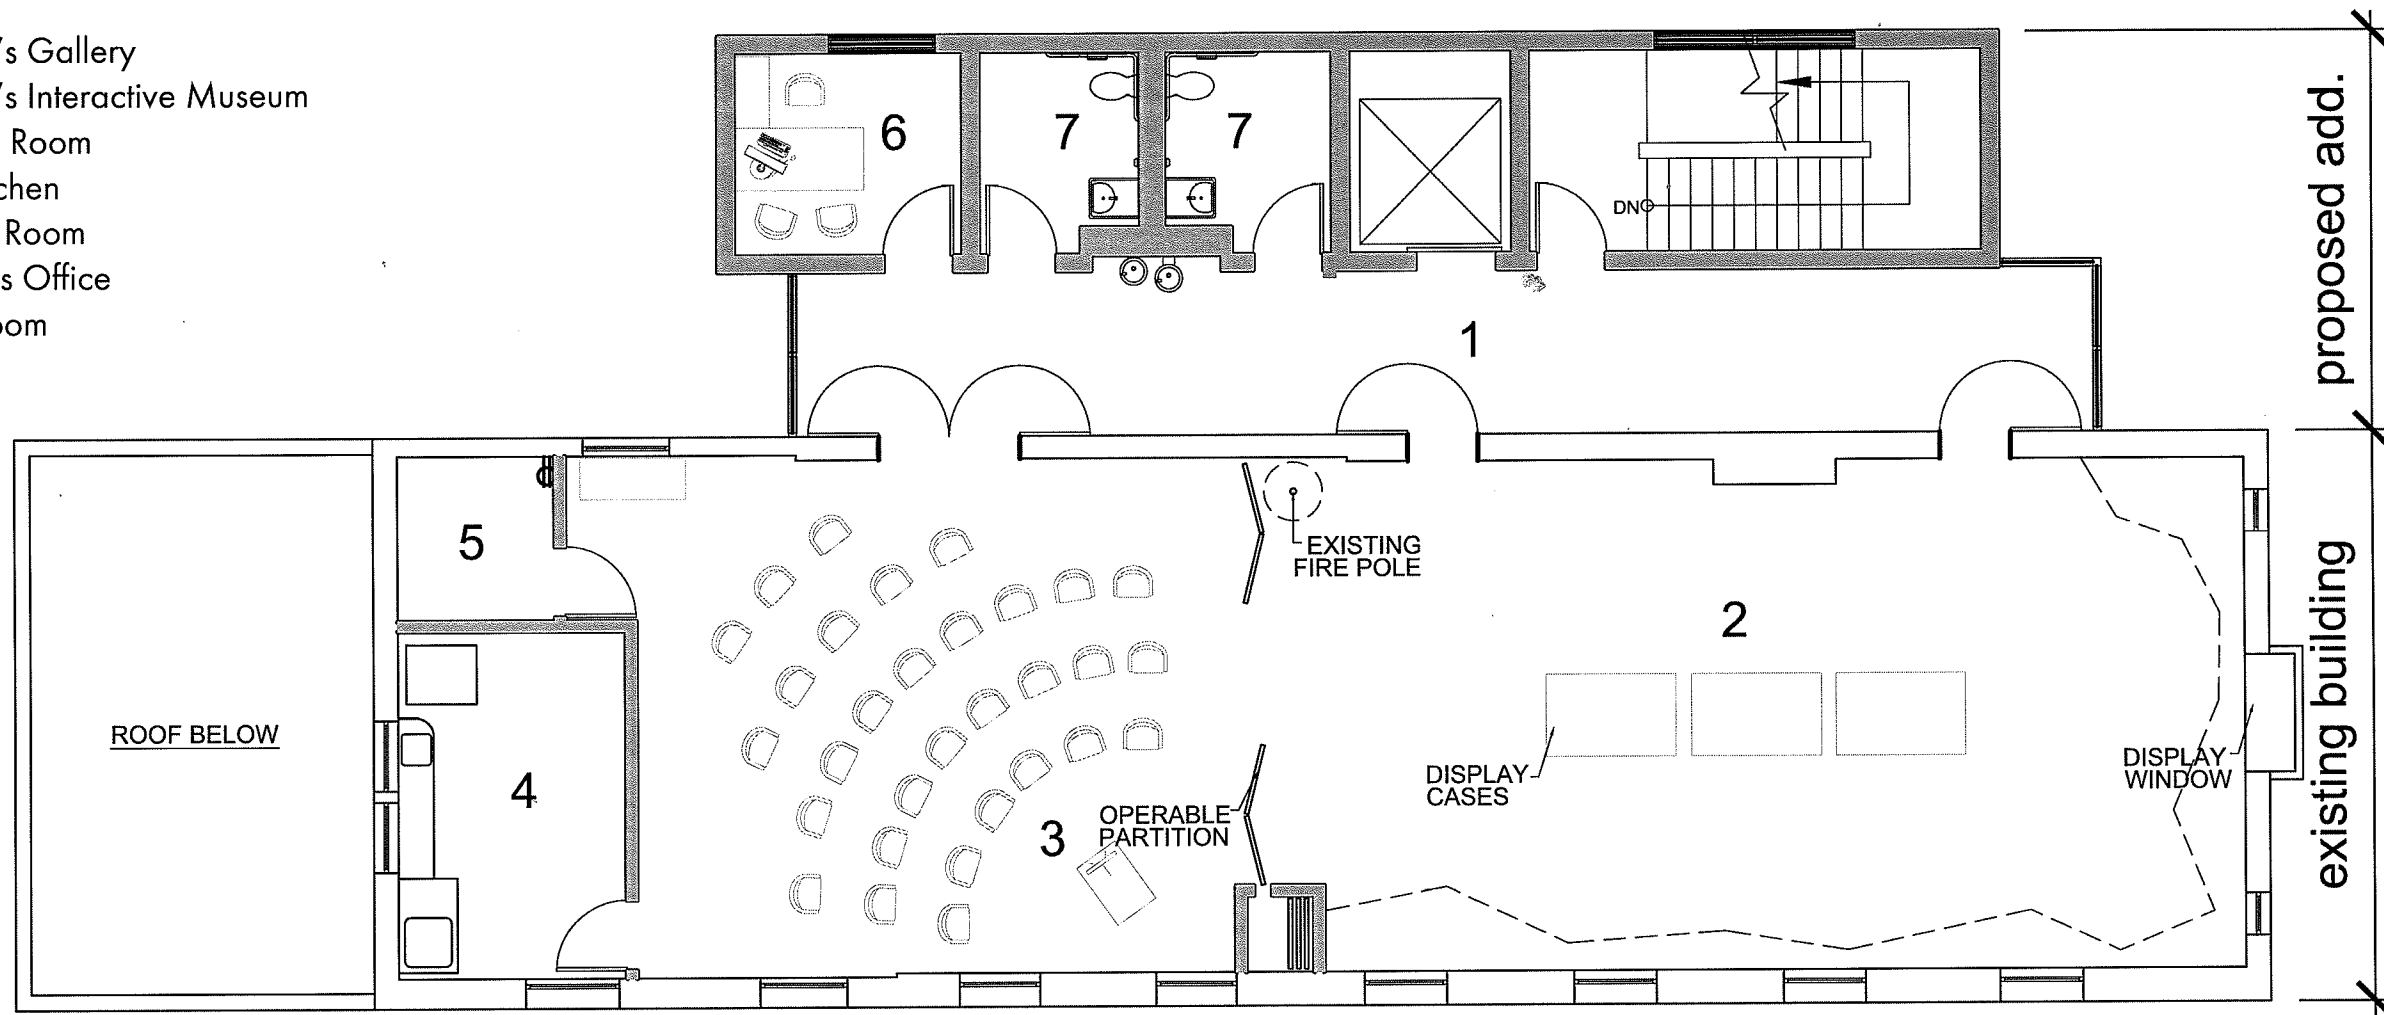 's Gallery
's Interactive Museum
Room
chen
Room
s Office
oom
6
7
7
DN
1
5
EXISTING
FIRE POLE
2
ROOF BELOW
4
3
OPERABLE
PARTITION
DISPLAY
CASES
DISPLAY
WINDOW
proposed add.
existing building